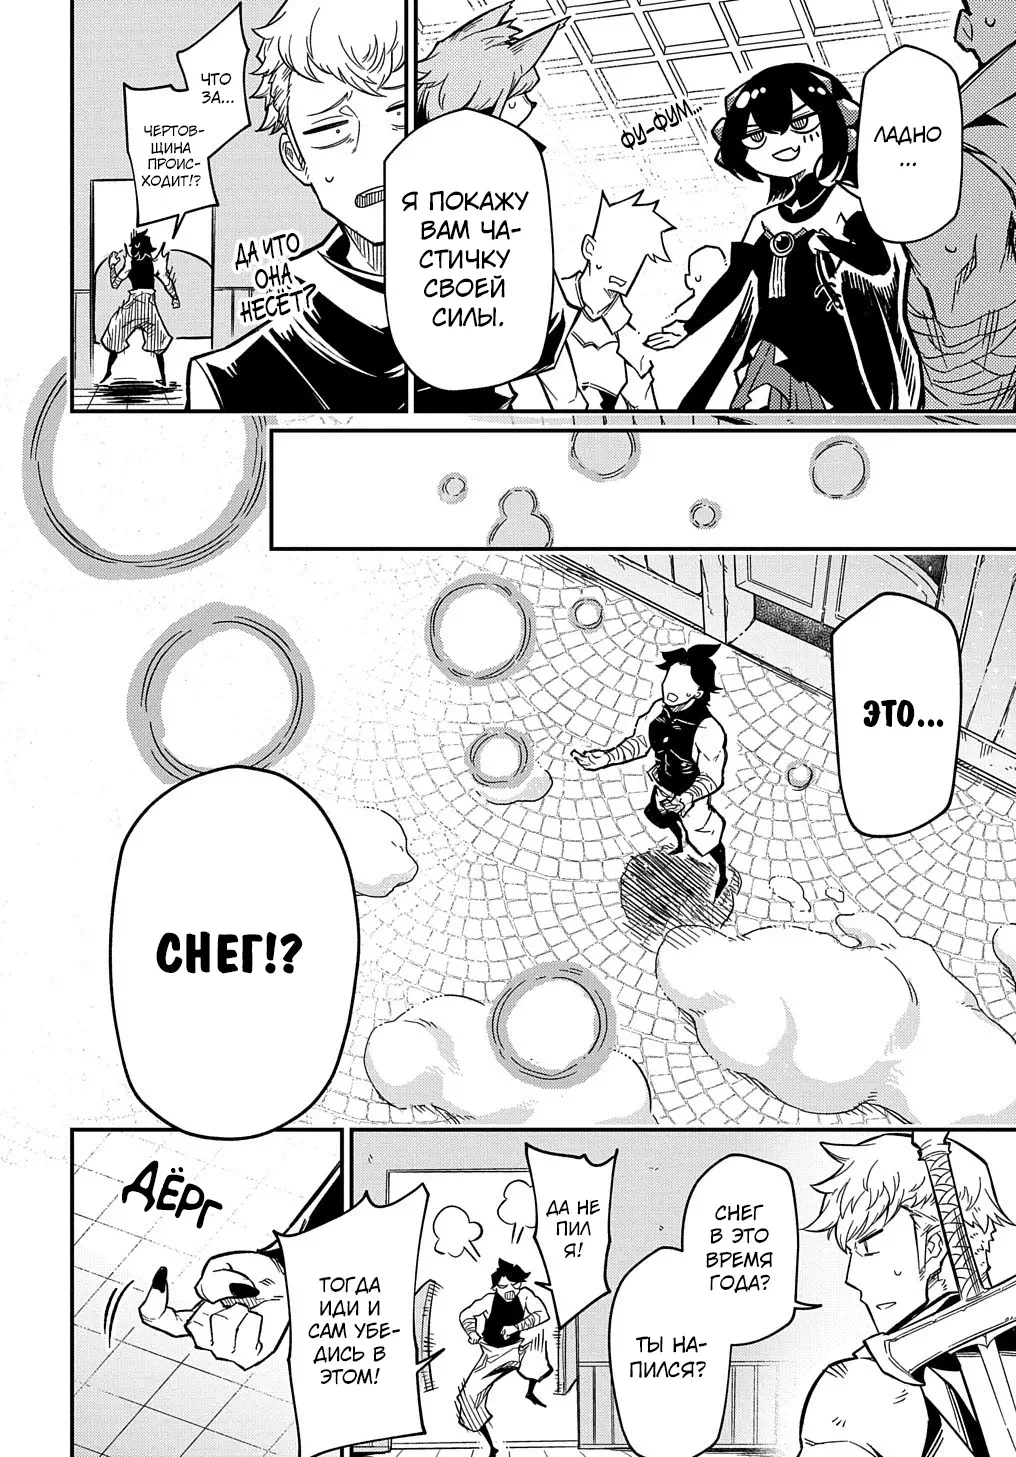 ЛАДНО
...
ФУ-ФУМ...
Я ПОКАЖУ
ВАМ ЧА-
СТИЧКУ
СВОЕЙ
СИЛЫ.
ДА ЧТО
ОНА
НЕСЁТ?
ЧТО
ЗА...
ЧЕРТОВ-
ЩИНА
ПРОИС-
ХОДИТ!?
ЭТО...
СНЕГ!?
СНЕГ
В ЭТО
ВРЕМЯ
ГОДА?
ТЫ НА-
ПИЛСЯ?
ДА НЕ
ПИЛ
Я!
ТОГДА
ИДИ И
САМ УБЕ-
ДИСЬ В
ЭТОМ!
ДЁРГ